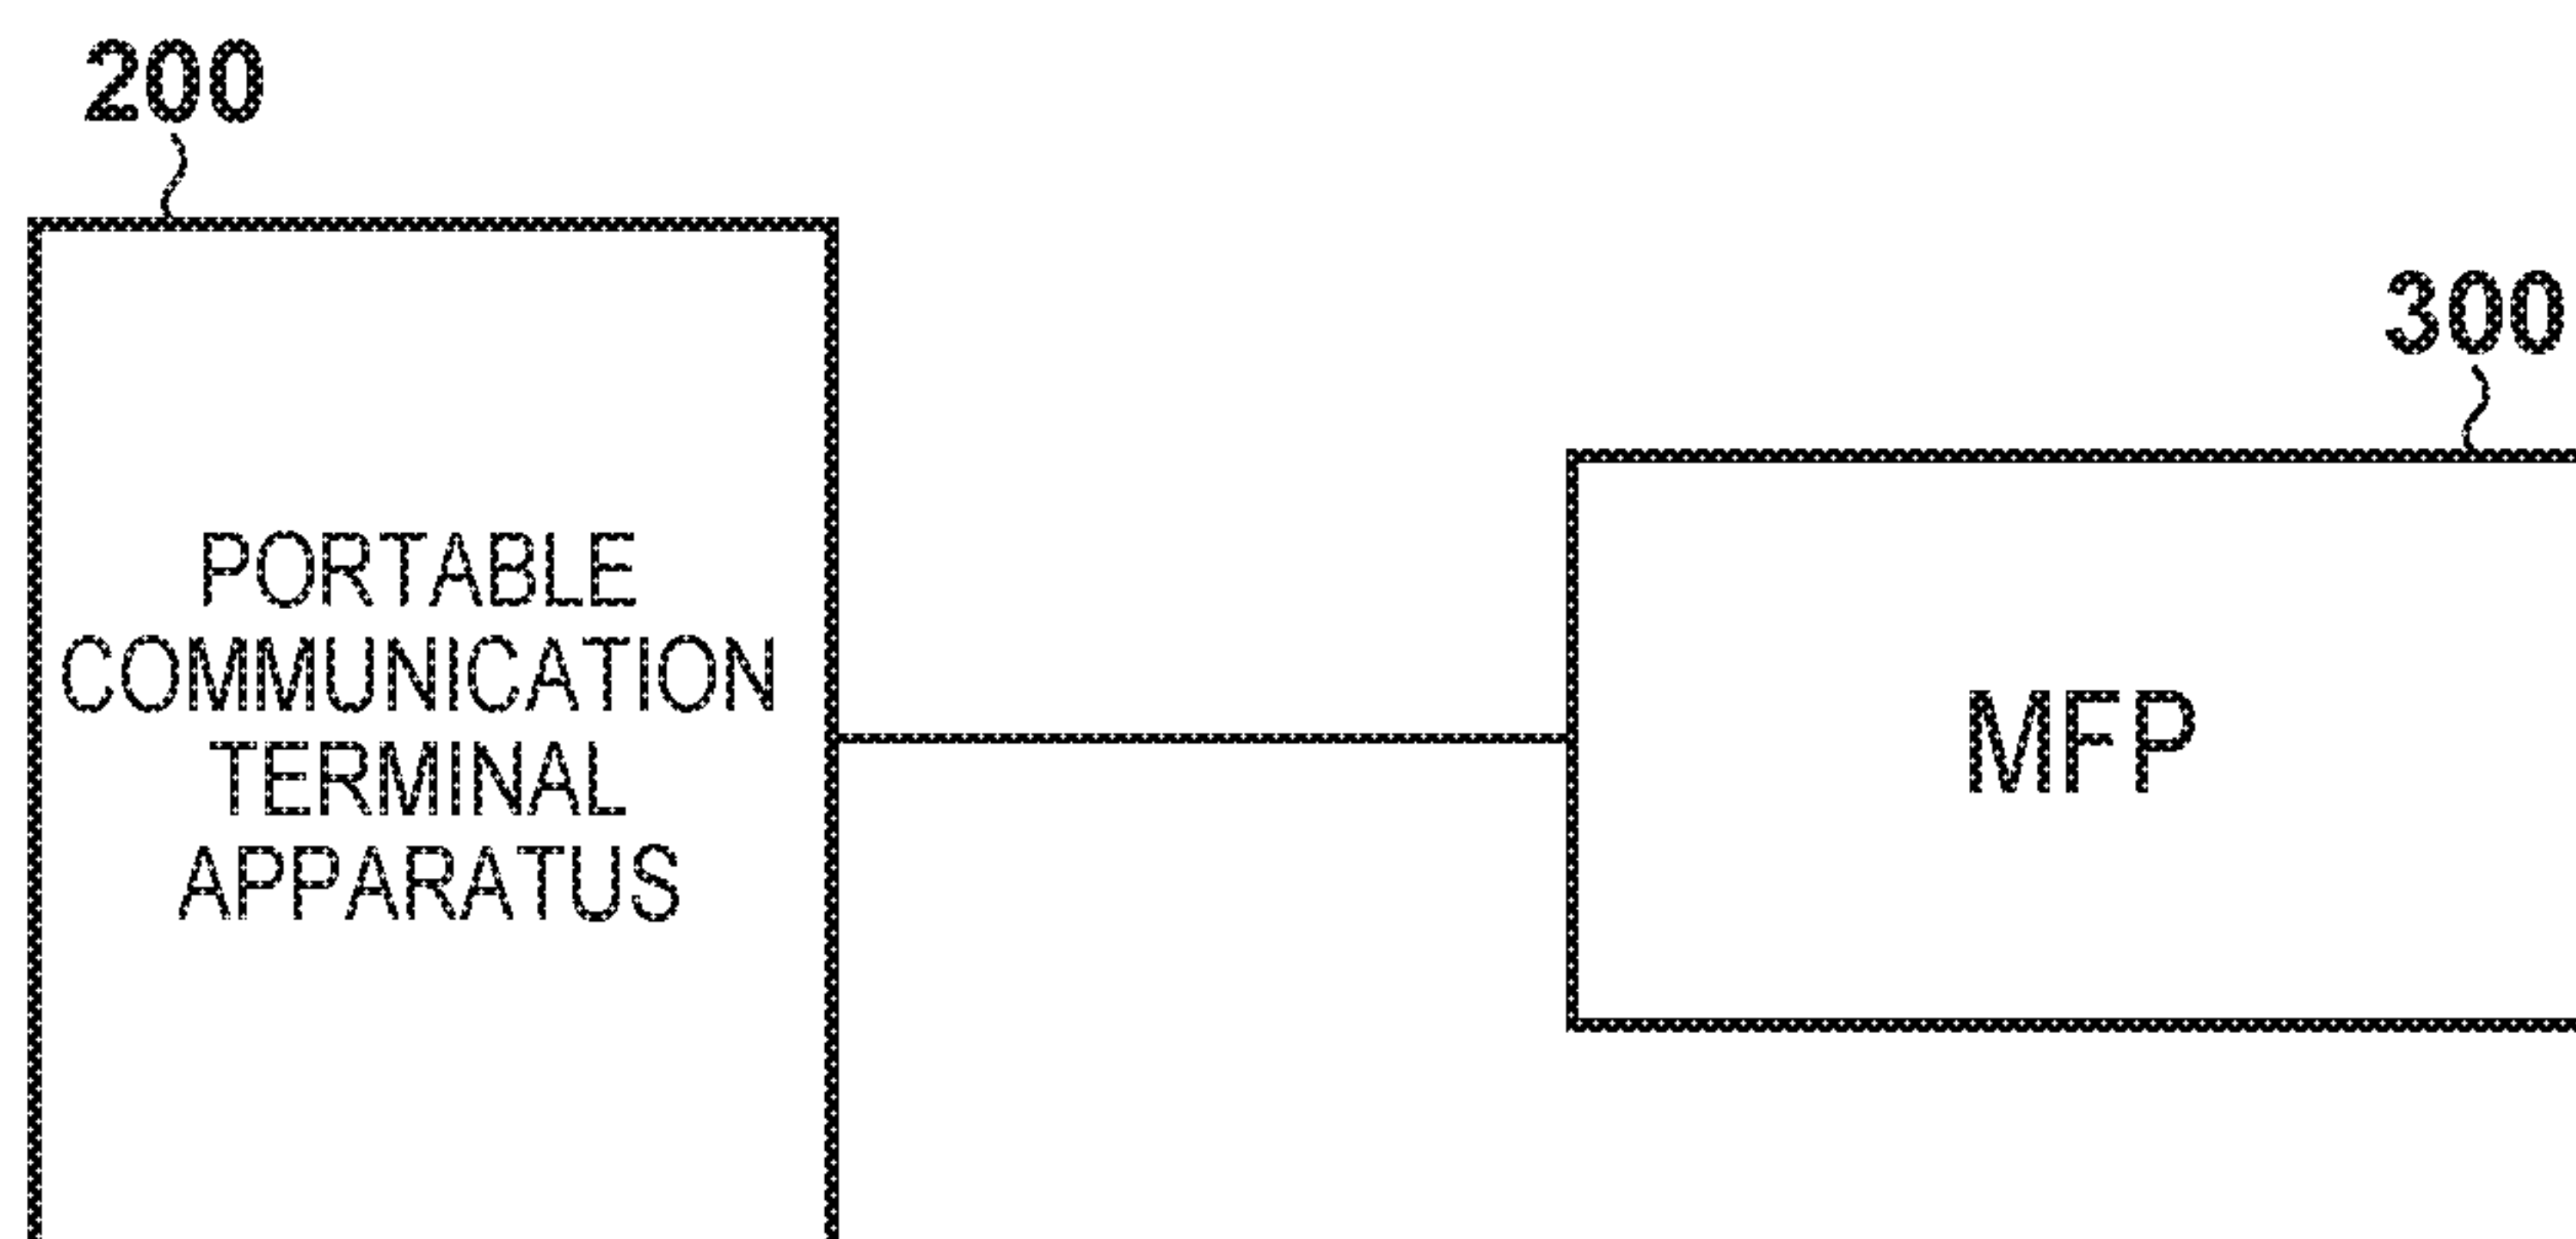 200
300
PORTABLE
COMMUNICATION
TERMINAL
APPARATUS
MFP